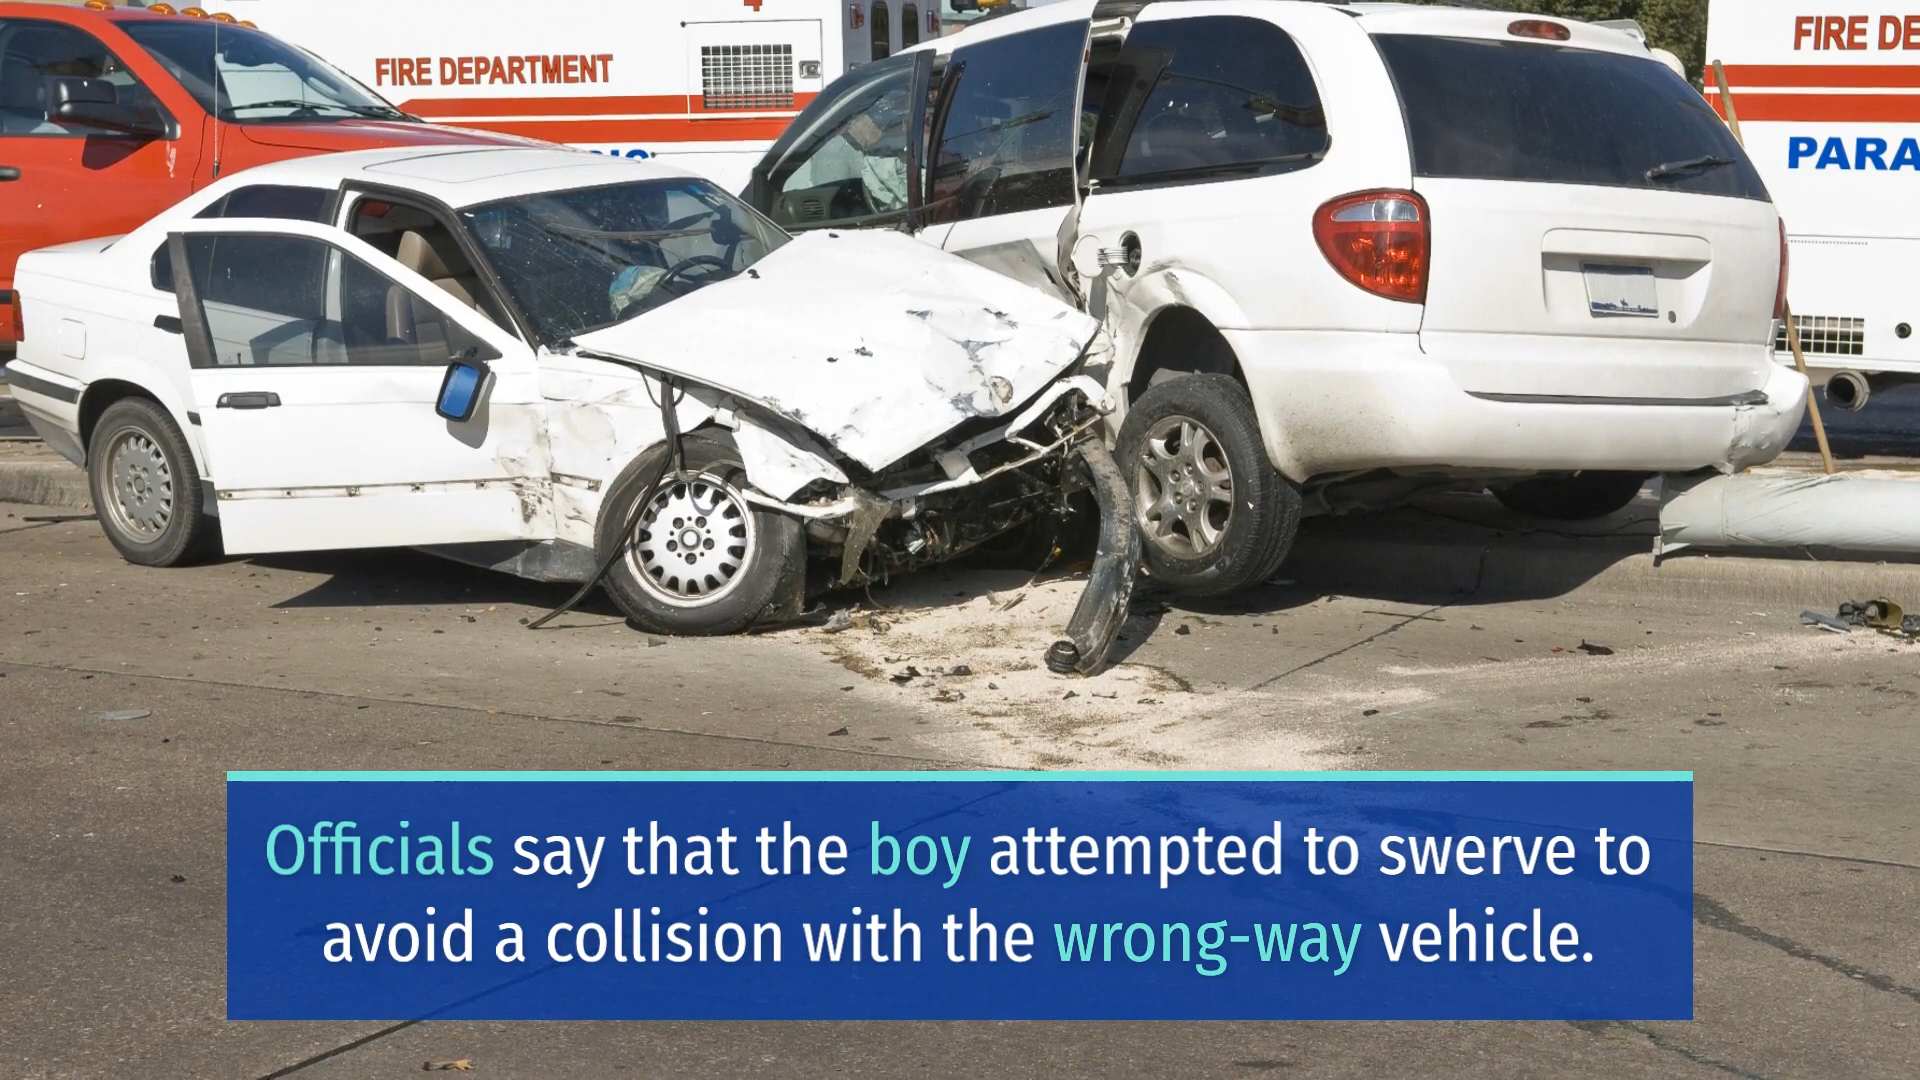 FIRE DEPARTMENT
FIRE DE
PARA
Officials say that the boy attempted to swerve to
avoid a collision with the wrong-way vehicle.